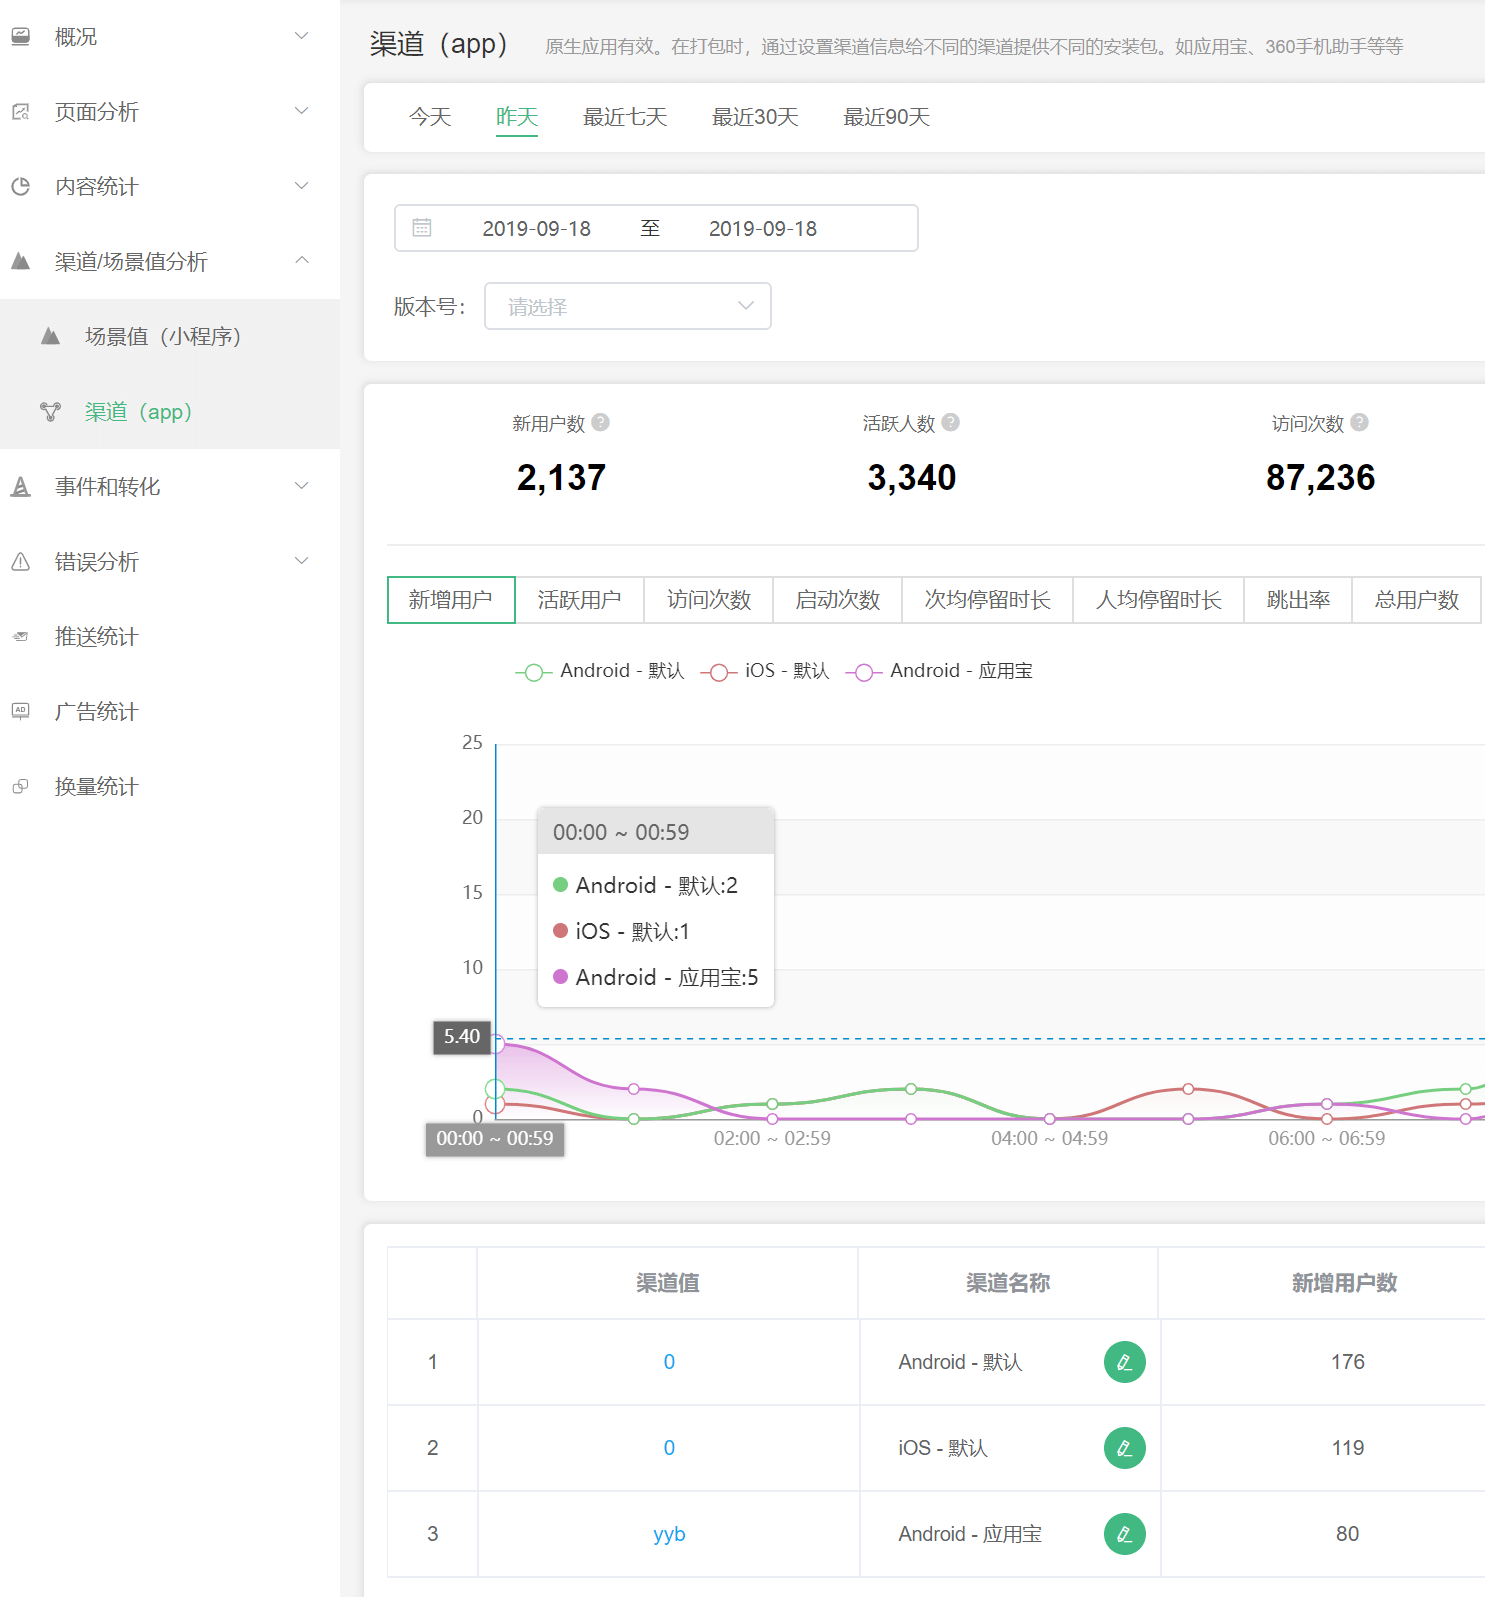 概况
页面分析
内容统计
渠道/场景值分析
场景值（小程序）
渠道（app）
事件和转化
错误分析
推送统计
AD
广告统计
换量统计
渠道（app） 原生应用有效。在打包时，通过设置渠道信息给不同的渠道提供不同的安装包。如应用宝、360手机助手等等
今天 昨天 最近七天 最近30天 最近90天
2019-09-18 至 2019-09-18
版本号： 请选择
新用户数 ? 活跃人数 ? 访问次数 ?
2,137 3,340 87,236
新增用户 活跃用户 访问次数 启动次数 次均停留时长 人均停留时长 跳出率 总用户数
Android - 默认 iOS - 默认 Android - 应用宝
25
20
15
10
0
00:00 ~ 00:59
Android - 默认:2
iOS - 默认:1
Android - 应用宝:5
5.40
00:00 ~ 00:59 02:00 ~ 02:59 04:00 ~ 04:59 06:00 ~ 06:59
渠道值 渠道名称 新增用户数
1 0 Android - 默认 176
2 0 iOS - 默认 119
3 yyb Android - 应用宝 80